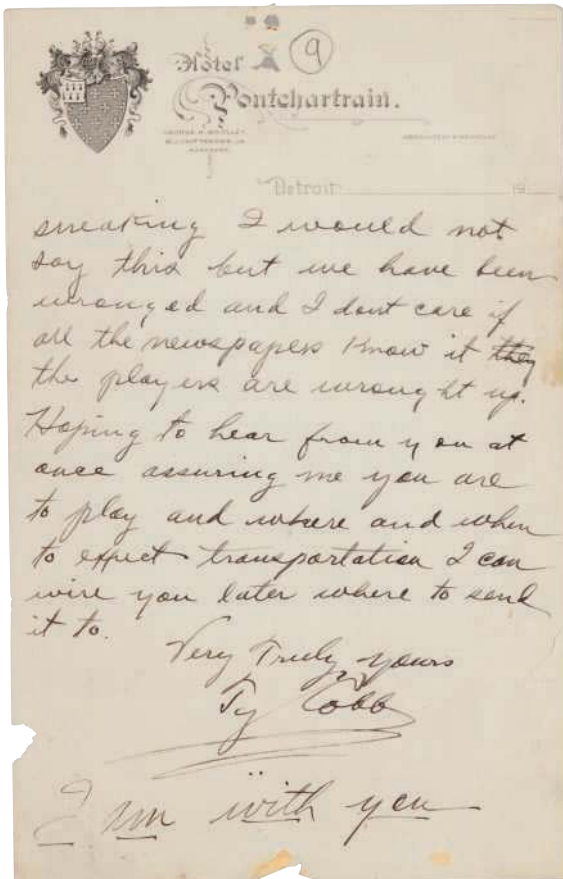 9
Hotel
Pontchartrain.
Detroit 19
sneaking I would not
say this but we have been
wronged and I dont care if
all the newspapers know it they
the players are wrought up.
Hoping to hear from you at
once assuring me you are
to play and where and when
to expect transportation I can
wire you later where to send
it to.
Very Truly yours
Ty Cobb
I am with you